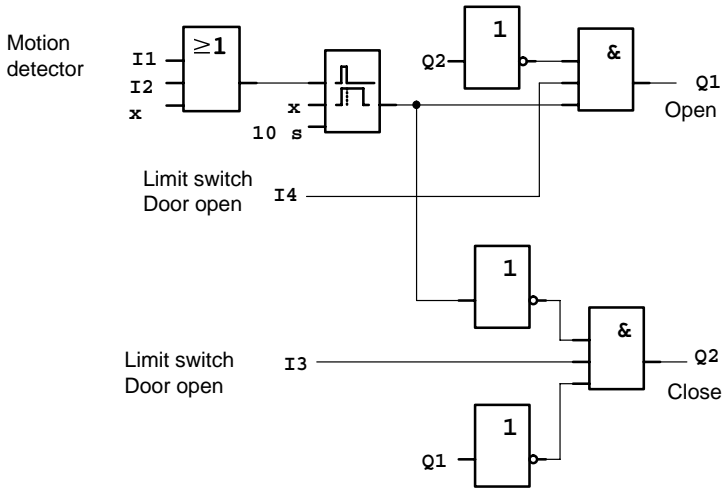 Motion
detector
I1
I2
x
≥1
x
10 s
Q2
1
&
Q1
Open
Limit switch
Door open
I4
1
Limit switch
Door open
I3
&
Q2
Close
1
Q1